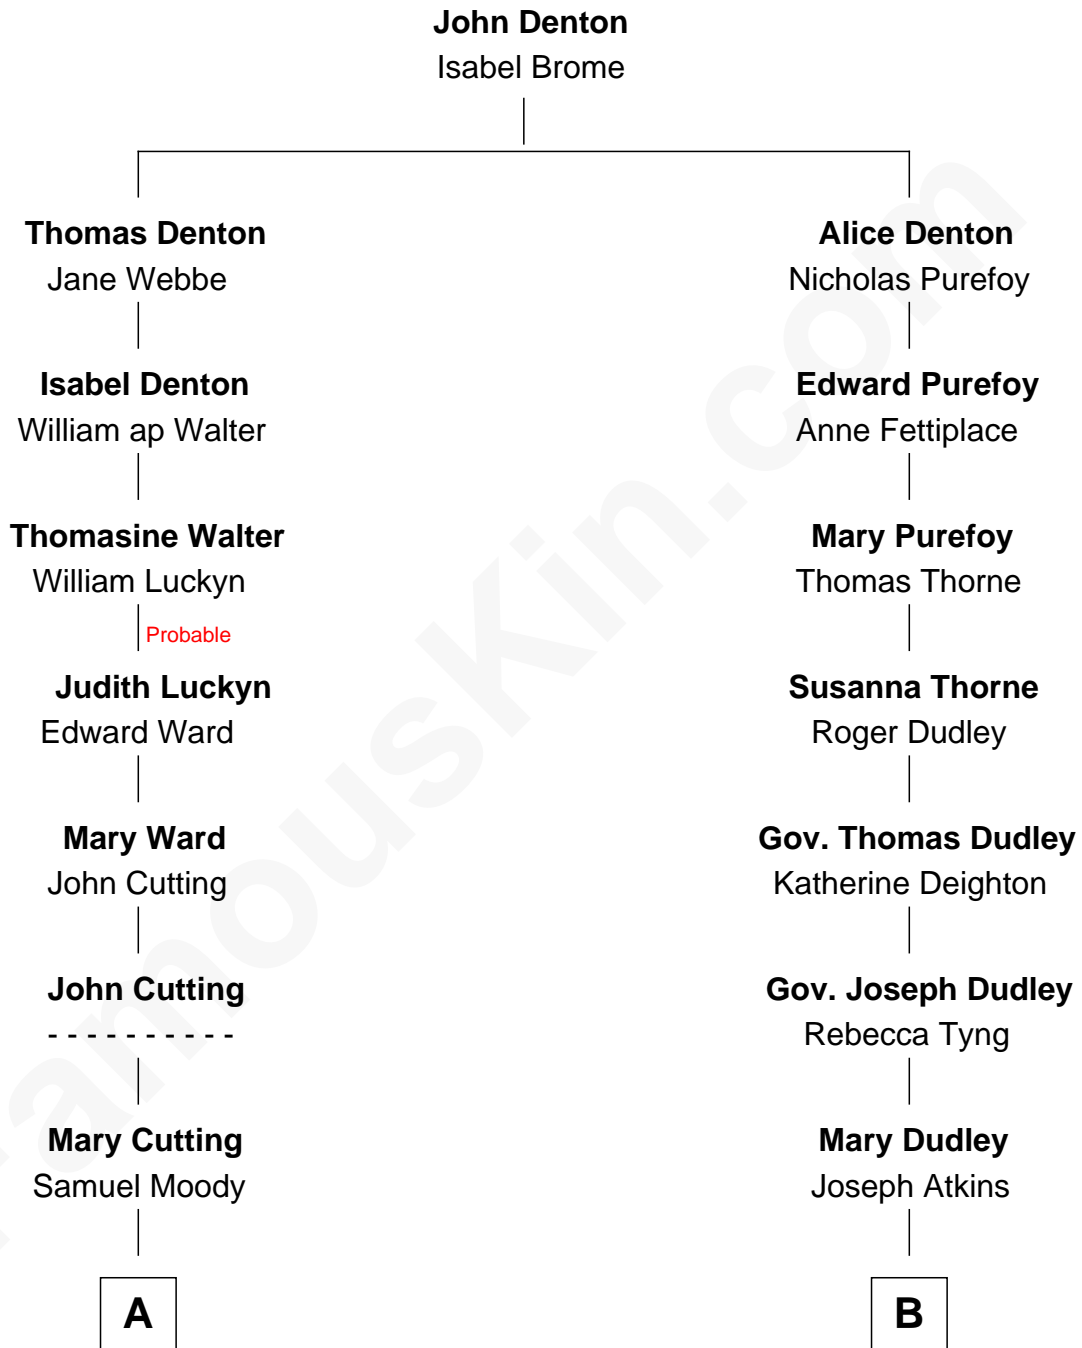 John Denton
Isabel Brome
Thomas Denton
Jane Webbe
Alice Denton
Nicholas Purefoy
Isabel Denton
William ap Walter
Edward Purefoy
Anne Fettiplace
Thomasine Walter
William Luckyn
Mary Purefoy
Thomas Thorne
Probable
Judith Luckyn
Edward Ward
Susanna Thorne
Roger Dudley
Mary Ward
John Cutting
Gov. Thomas Dudley
Katherine Deighton
John Cutting
- - - - - - - - - -
Gov. Joseph Dudley
Rebecca Tyng
Mary Cutting
Samuel Moody
Mary Dudley
Joseph Atkins
A
B
FamousKin.com